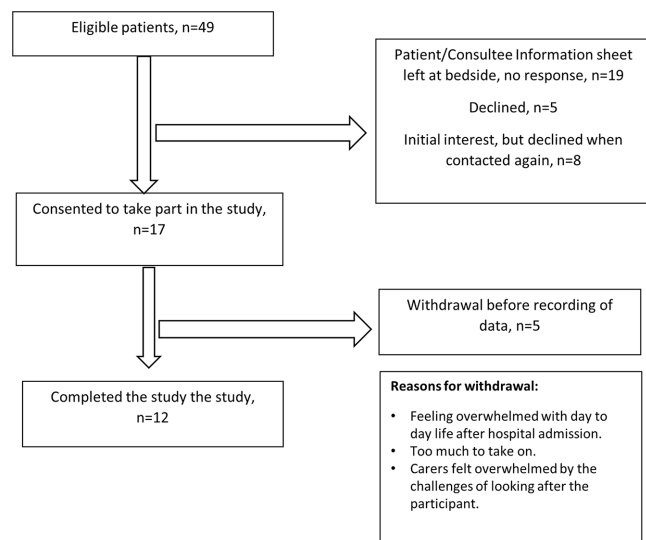 Eligible patients, n=49
Patient/Consultee Information sheet
left at bedside, no response, n=19
Declined, n=5
Initial interest, but declined when
contacted again, n=8
Consented to take part in the study,
n=17
Withdrawal before recording of
data, n=5
Completed the study the study,
n=12
Reasons for withdrawal:
• Feeling overwhelmed with day to
day life after hospital admission.
• Too much to take on.
• Carers felt overwhelmed by the
challenges of looking after the
participant.